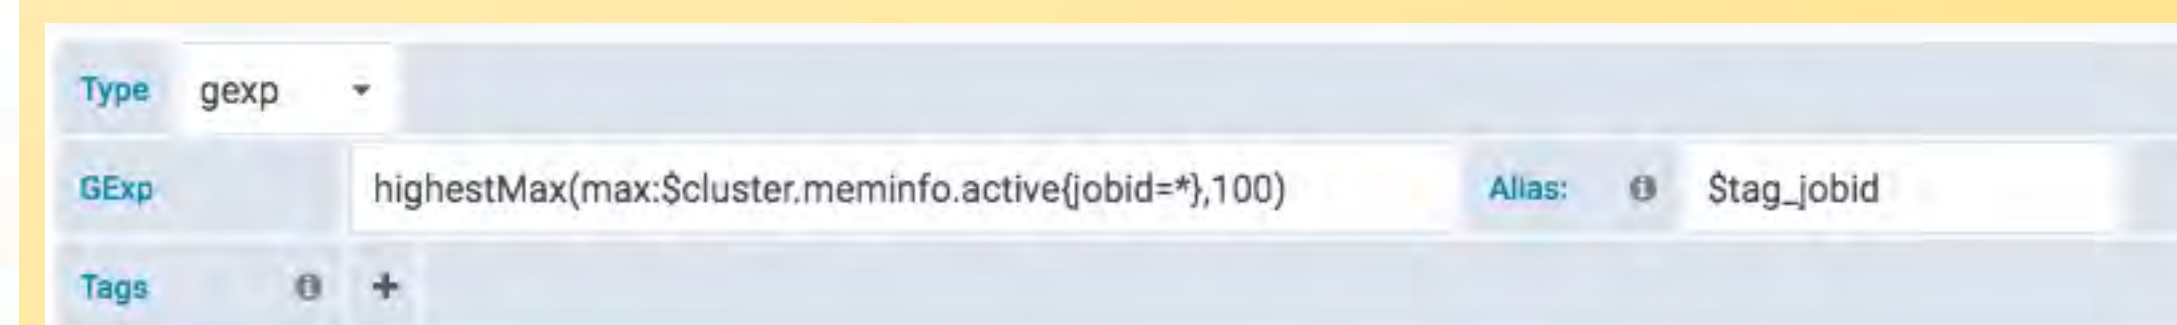 Type gexp
GExp highestMax(max:$cluster.meminfo.active{jobid=*},100) Alias: $tag_jobid
Tags +